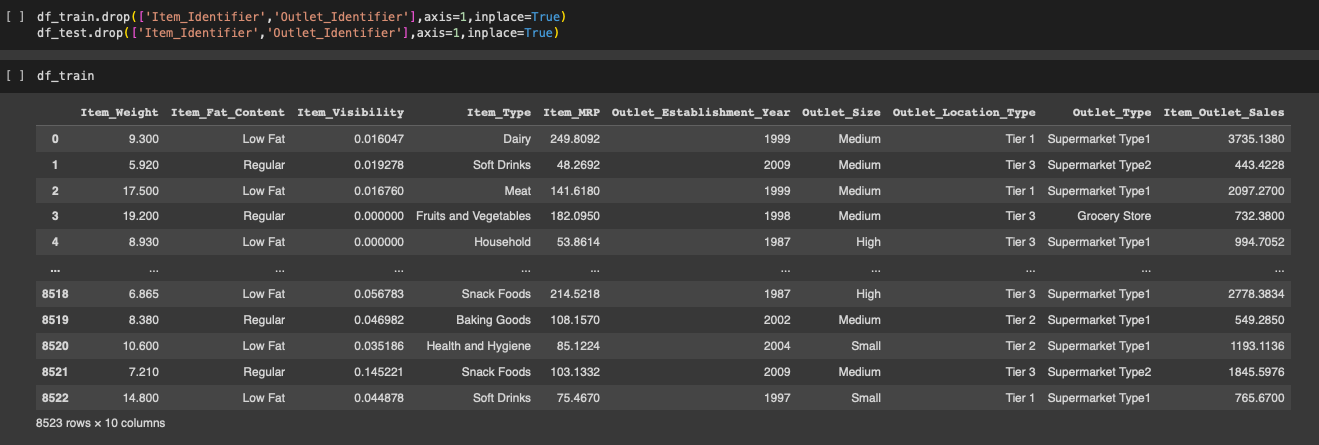 [ ] df_train.drop(['Item_Identifier','Outlet_Identifier'],axis=1,inplace=True)
df_test.drop(['Item_Identifier','Outlet_Identifier'],axis=1,inplace=True)
[ ] df_train
Item_Weight Item_Fat_Content Item_Visibility Item_Type Item_MRP Outlet_Establishment_Year Outlet_Size Outlet_Location_Type Outlet_Type Item_Outlet_Sales
0 9.300 Low Fat 0.016047 Dairy 249.8092 1999 Medium Tier 1 Supermarket Type1 3735.1380
1 5.920 Regular 0.019278 Soft Drinks 48.2692 2009 Medium Tier 3 Supermarket Type2 443.4228
2 17.500 Low Fat 0.016760 Meat 141.6180 1999 Medium Tier 1 Supermarket Type1 2097.2700
3 19.200 Regular 0.000000 Fruits and Vegetables 182.0950 1998 Medium Tier 3 Grocery Store 732.3800
4 8.930 Low Fat 0.000000 Household 53.8614 1987 High Tier 3 Supermarket Type1 994.7052
... ... ... ... ... ... ... ... ... ... ...
8518 6.865 Low Fat 0.056783 Snack Foods 214.5218 1987 High Tier 3 Supermarket Type1 2778.3834
8519 8.380 Regular 0.046982 Baking Goods 108.1570 2002 Medium Tier 2 Supermarket Type1 549.2850
8520 10.600 Low Fat 0.035186 Health and Hygiene 85.1224 2004 Small Tier 2 Supermarket Type1 1193.1136
8521 7.210 Regular 0.145221 Snack Foods 103.1332 2009 Medium Tier 3 Supermarket Type2 1845.5976
8522 14.800 Low Fat 0.044878 Soft Drinks 75.4670 1997 Small Tier 1 Supermarket Type1 765.6700
8523 rows × 10 columns